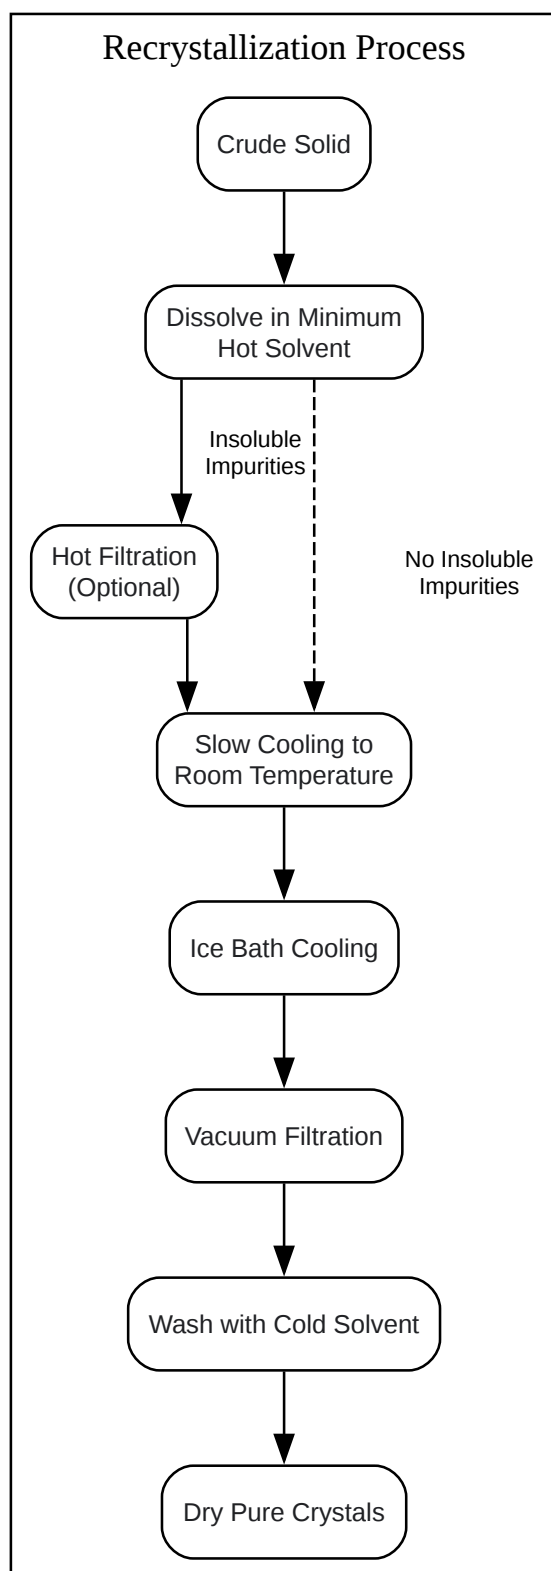 Recrystallization Process
Crude Solid
Dissolve in Minimum
Hot Solvent
Insoluble
Impurities
Hot Filtration
(Optional)
No Insoluble
Impurities
Slow Cooling to
Room Temperature
Ice Bath Cooling
Vacuum Filtration
Wash with Cold Solvent
Dry Pure Crystals